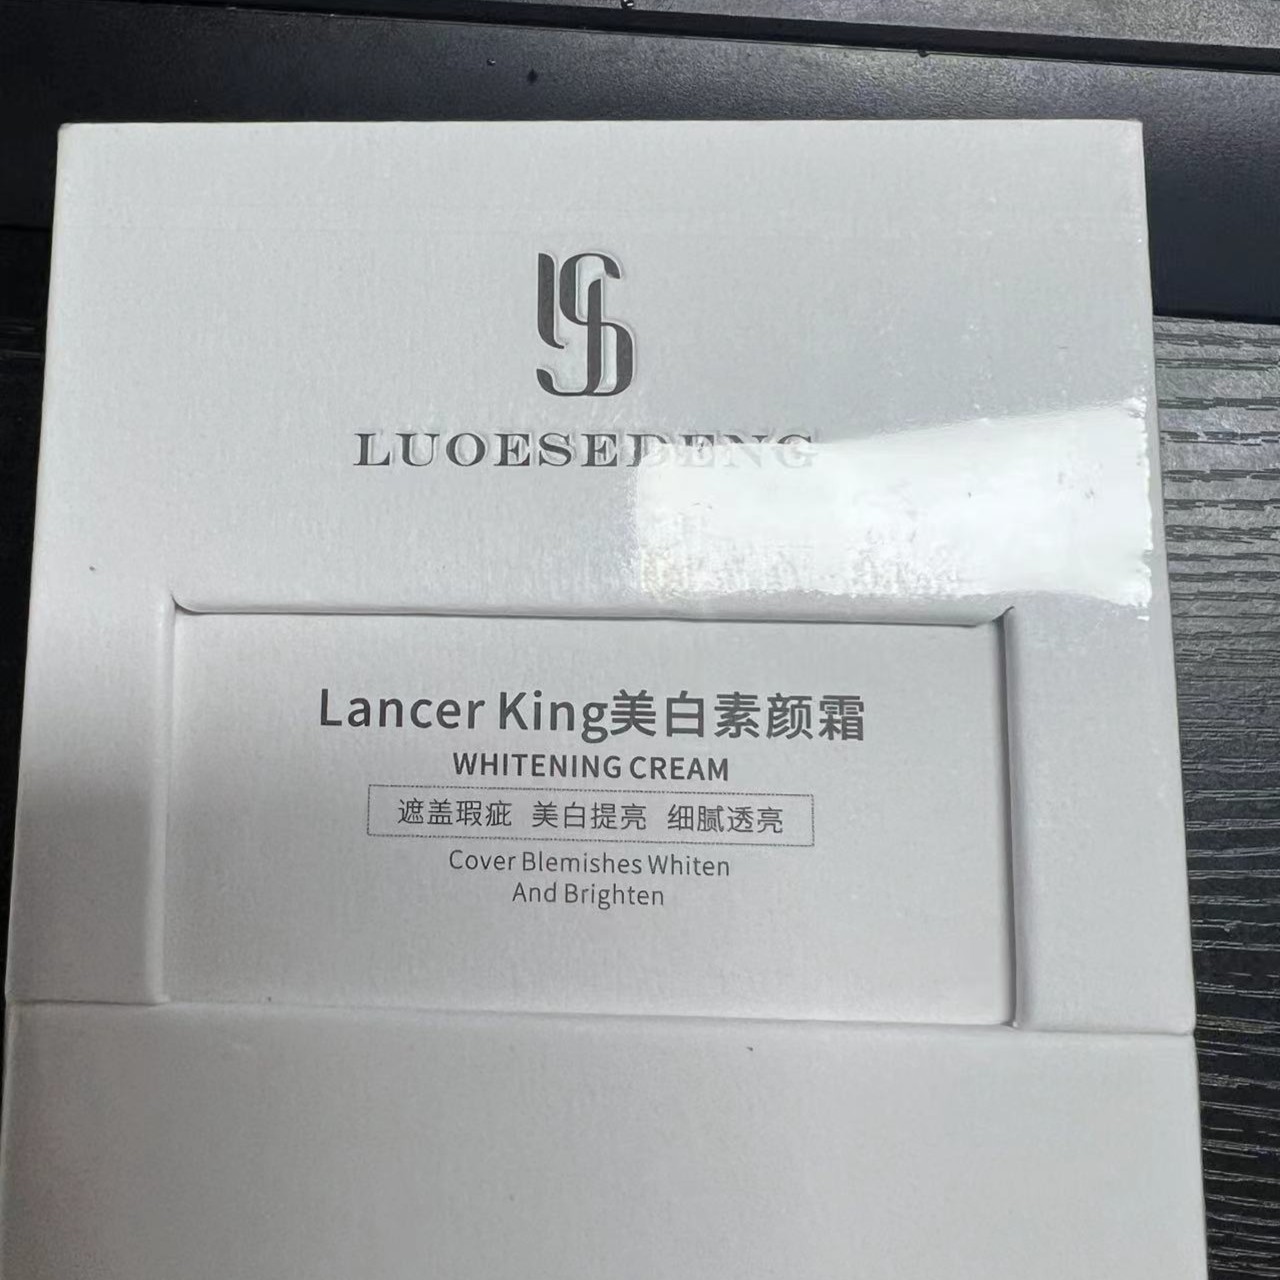 LUOESEDENG
Lancer King美白素颜霜
WHITENING CREAM
遮盖瑕疵 美白提亮 细腻透亮
Cover Blemishes Whiten
And Brighten